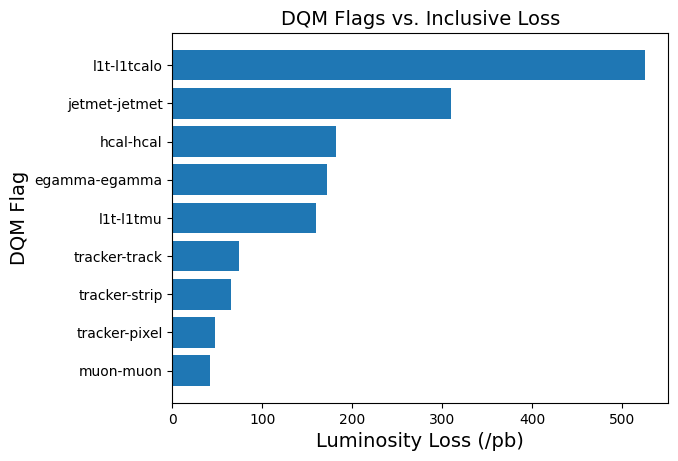 DQM Flags vs. Inclusive Loss
DQM Flag
l1t-l1tcalo
jetmet-jetmet
hcal-hcal
egamma-egamma
l1t-l1tmu
tracker-track
tracker-strip
tracker-pixel
muon-muon
0 100 200 300 400 500
Luminosity Loss (/pb)